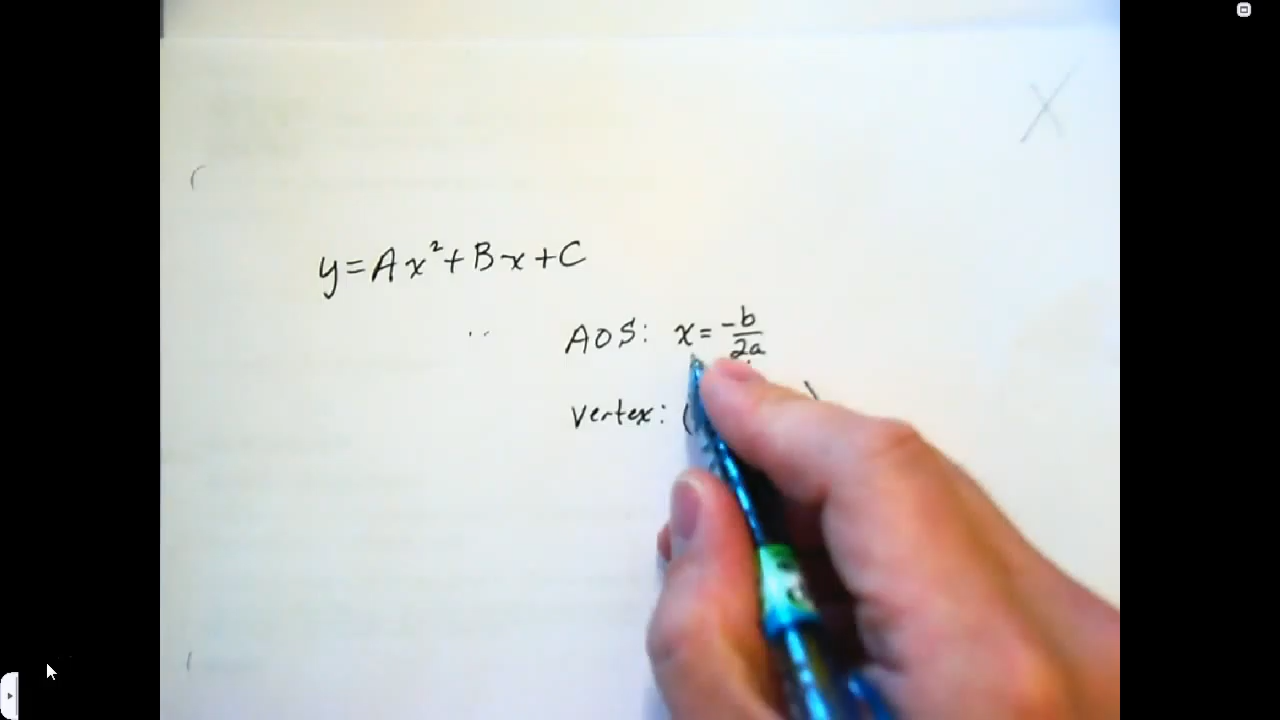 X
y=Ax²+Bx+C
AOS: x=-b/2a
Vertex: ( )